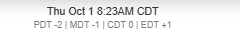 Thu Oct 1 8:23AM CDT
PDT -2 | MDT -1 | CDT 0 | EDT +1